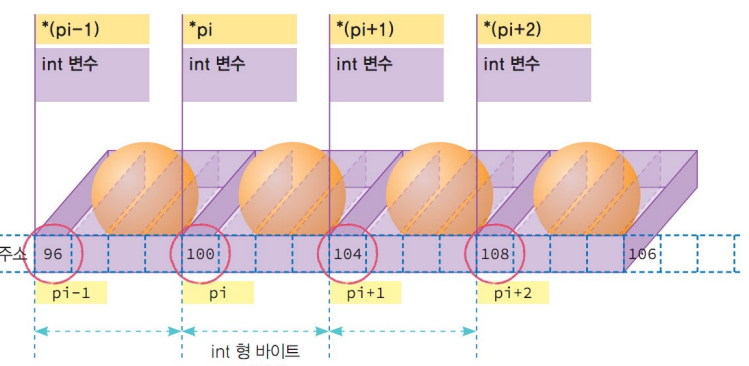 *(pi-1) *pi *(pi+1) *(pi+2)
int 변수 int 변수 int 변수 int 변수
주소 96 100 104 108 106
pi-1 pi pi+1 pi+2
int 형 바이트